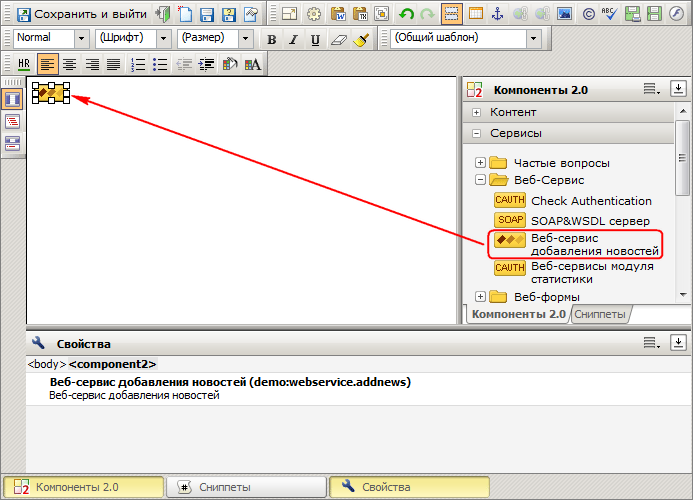 Сохранить и выйти
Normal (Шрифт) (Размер) B I U (Общий шаблон)
HR A
Компоненты 2.0
Контент
Сервисы
Частые вопросы
Веб-Сервис
CAUTH Check Authentication
SOAP SOAP&WSDL сервер
Веб-сервис
добавления новостей
CAUTH Веб-сервисы модуля
статистики
Веб-формы
Компоненты 2.0 Сниппеты
Свойства
<body> <component2>
Веб-сервис добавления новостей (demo:webservice.addnews)
Веб-сервис добавления новостей
Компоненты 2.0 Сниппеты Свойства